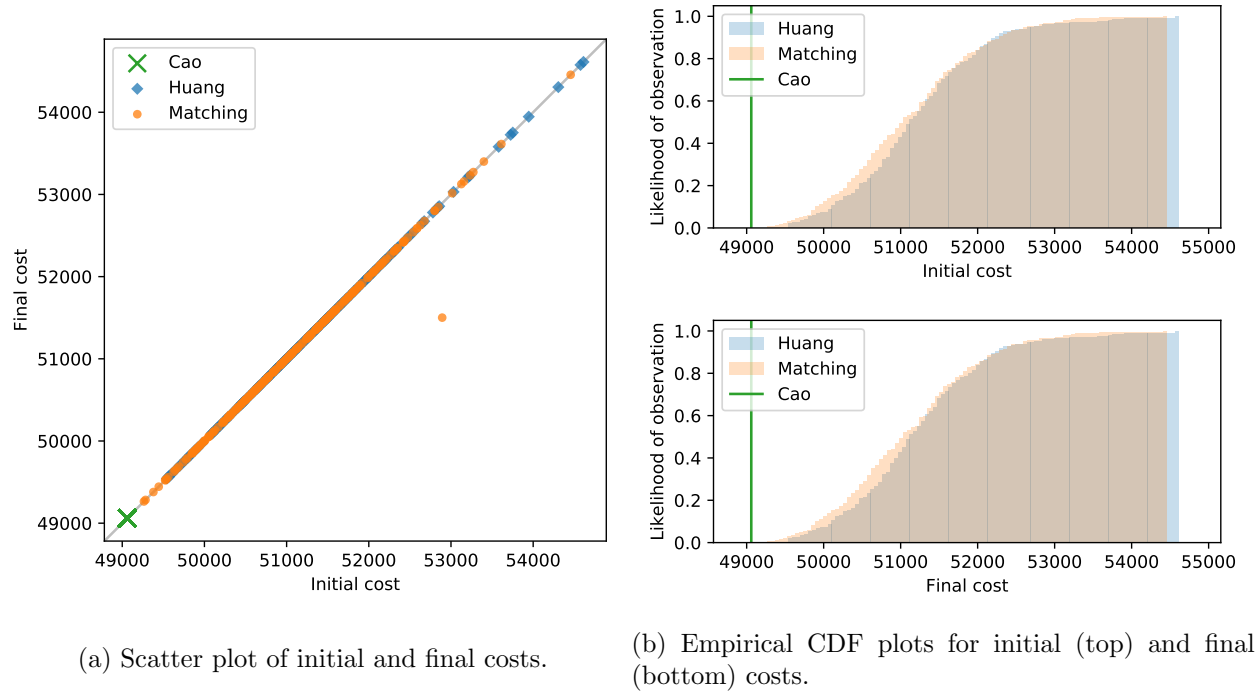 Cao
Huang
Matching
54000
53000
52000
51000
50000
49000
Final cost
49000 50000 51000 52000 53000 54000
Initial cost
(a) Scatter plot of initial and final costs.
1.0
0.8
0.6
0.4
0.2
0.0
Likelihood of observation
Huang
Matching
Cao
49000 50000 51000 52000 53000 54000 55000
Initial cost
1.0
0.8
0.6
0.4
0.2
0.0
Likelihood of observation
Huang
Matching
Cao
49000 50000 51000 52000 53000 54000 55000
Final cost
(b) Empirical CDF plots for initial (top) and final
(bottom) costs.